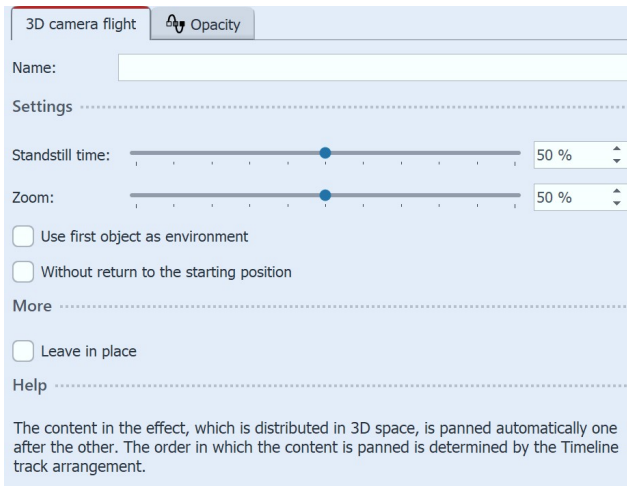 3D camera flight Opacity
Name:
Settings
Standstill time: 50 %
Zoom: 50 %
Use first object as environment
Without return to the starting position
More
Leave in place
Help
The content in the effect, which is distributed in 3D space, is panned automatically one
after the other. The order in which the content is panned is determined by the Timeline
track arrangement.